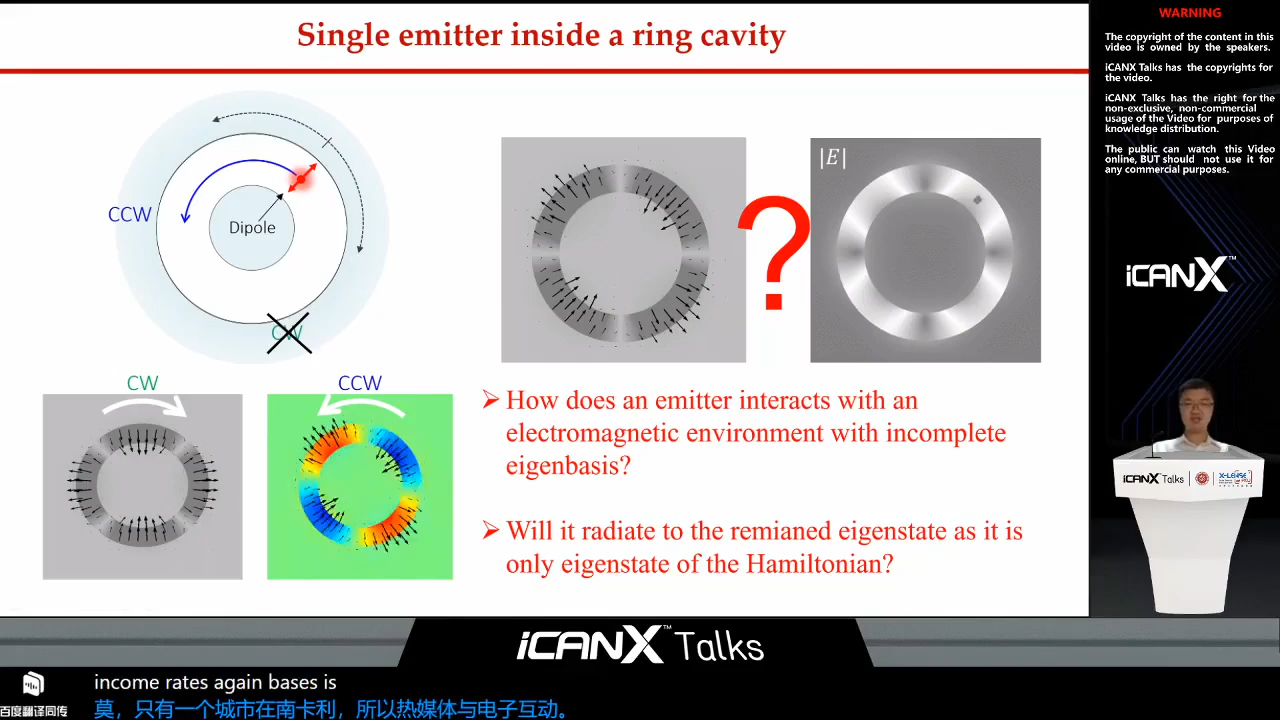 Single emitter inside a ring cavity
CCW
Dipole
CW
CW
CCW
|E|
?
➢ How does an emitter interacts with an
electromagnetic environment with incomplete
eigenbasis?
➢ Will it radiate to the remianed eigenstate as it is
only eigenstate of the Hamiltonian?
WARNING
The copyright of the content in this
video is owned by the speakers.
iCANX Talks has the copyrights for
the video.
iCANX Talks has the right for the
non-exclusive, non-commercial
usage of the Video for purposes of
knowledge distribution.
The public can watch this Video
online, BUT should not use it for
any commercial purposes.
iCANX™
iCANX Talks
X-LENSE
iCANX™ Talks
income rates again bases is
莫，只有一个城市在南卡利，所以热媒体与电子互动。
百度翻译同传